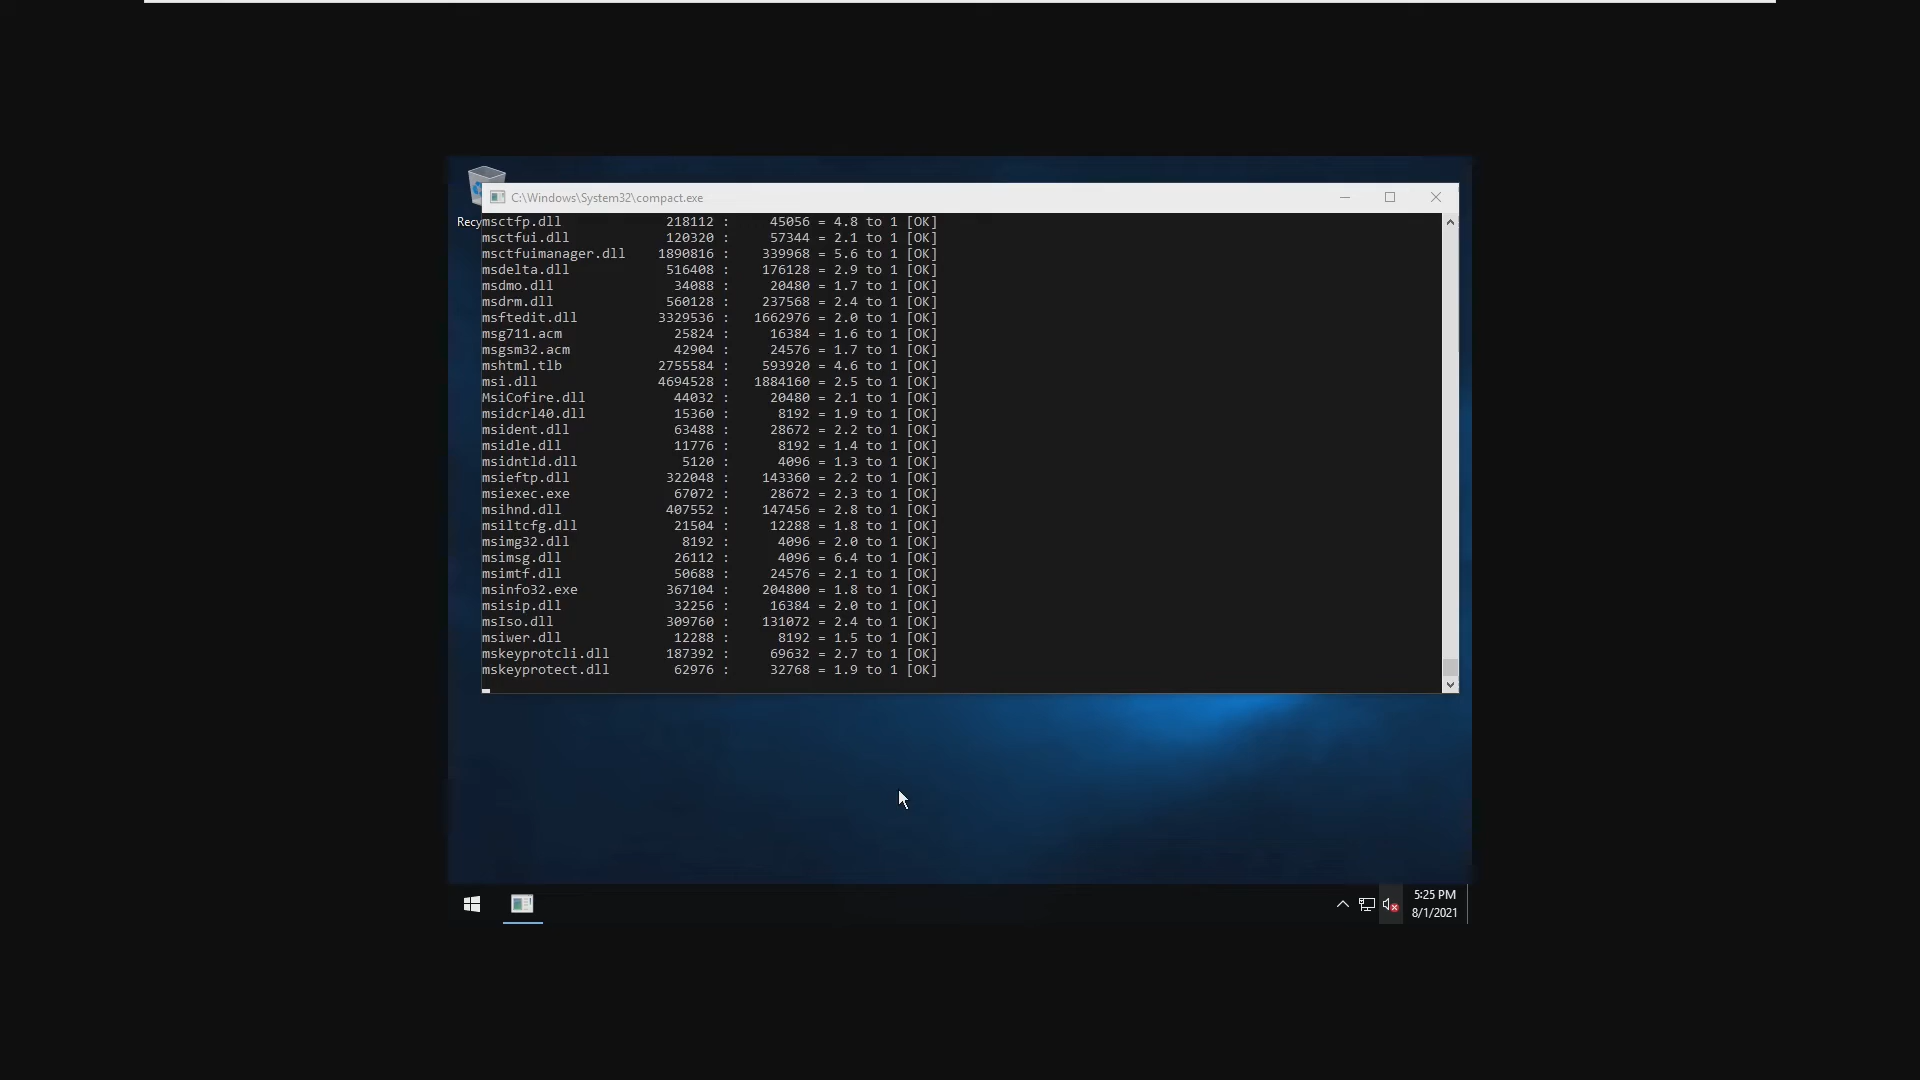 C:\Windows\System32\compact.exe
Recy
msctfp.dll 218112 : 45056 = 4.8 to 1 [OK]
msctfui.dll 120320 : 57344 = 2.1 to 1 [OK]
msctfuimanager.dll 1890816 : 339968 = 5.6 to 1 [OK]
msdelta.dll 516408 : 176128 = 2.9 to 1 [OK]
msdmo.dll 34088 : 20480 = 1.7 to 1 [OK]
msdrm.dll 560128 : 237568 = 2.4 to 1 [OK]
msftedit.dll 3329536 : 1662976 = 2.0 to 1 [OK]
msg711.acm 25824 : 16384 = 1.6 to 1 [OK]
msgsm32.acm 42904 : 24576 = 1.7 to 1 [OK]
mshtml.tlb 2755584 : 593920 = 4.6 to 1 [OK]
msi.dll 4694528 : 1884160 = 2.5 to 1 [OK]
MsiCofire.dll 44032 : 20480 = 2.1 to 1 [OK]
msidcrl40.dll 15360 : 8192 = 1.9 to 1 [OK]
msident.dll 63488 : 28672 = 2.2 to 1 [OK]
msidle.dll 11776 : 8192 = 1.4 to 1 [OK]
msidntld.dll 5120 : 4096 = 1.3 to 1 [OK]
msieftp.dll 322048 : 143360 = 2.2 to 1 [OK]
msiexec.exe 67072 : 28672 = 2.3 to 1 [OK]
msihnd.dll 407552 : 147456 = 2.8 to 1 [OK]
msiltcfg.dll 21504 : 12288 = 1.8 to 1 [OK]
msimg32.dll 8192 : 4096 = 2.0 to 1 [OK]
msimsg.dll 26112 : 4096 = 6.4 to 1 [OK]
msimtf.dll 50688 : 24576 = 2.1 to 1 [OK]
msinfo32.exe 367104 : 204800 = 1.8 to 1 [OK]
msisip.dll 32256 : 16384 = 2.0 to 1 [OK]
msIso.dll 309760 : 131072 = 2.4 to 1 [OK]
msiwer.dll 12288 : 8192 = 1.5 to 1 [OK]
mskeyprotcli.dll 187392 : 69632 = 2.7 to 1 [OK]
mskeyprotect.dll 62976 : 32768 = 1.9 to 1 [OK]
5:25 PM
8/1/2021